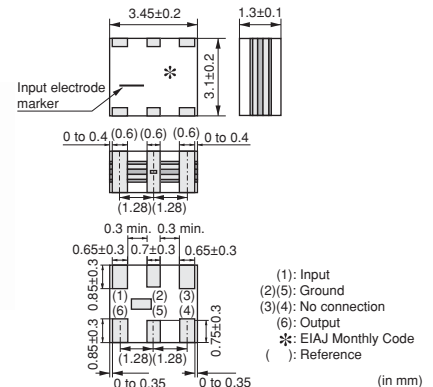 3.45±0.2
1.3±0.1
3.1±0.2
Input electrode
marker
0 to 0.4 (0.6) (0.6) (0.6) 0 to 0.4
(1.28)(1.28)
0.3 min. 0.3 min.
0.65±0.3 0.7±0.3 0.65±0.3
0.85±0.3
(1) (2) (3)
(6) (5) (4)
0.85±0.3
0.75±0.3
(1.28)(1.28)
0 to 0.35 0 to 0.35
(1): Input
(2)(5): Ground
(3)(4): No connection
(6): Output
✻: EIAJ Monthly Code
( ): Reference
(in mm)